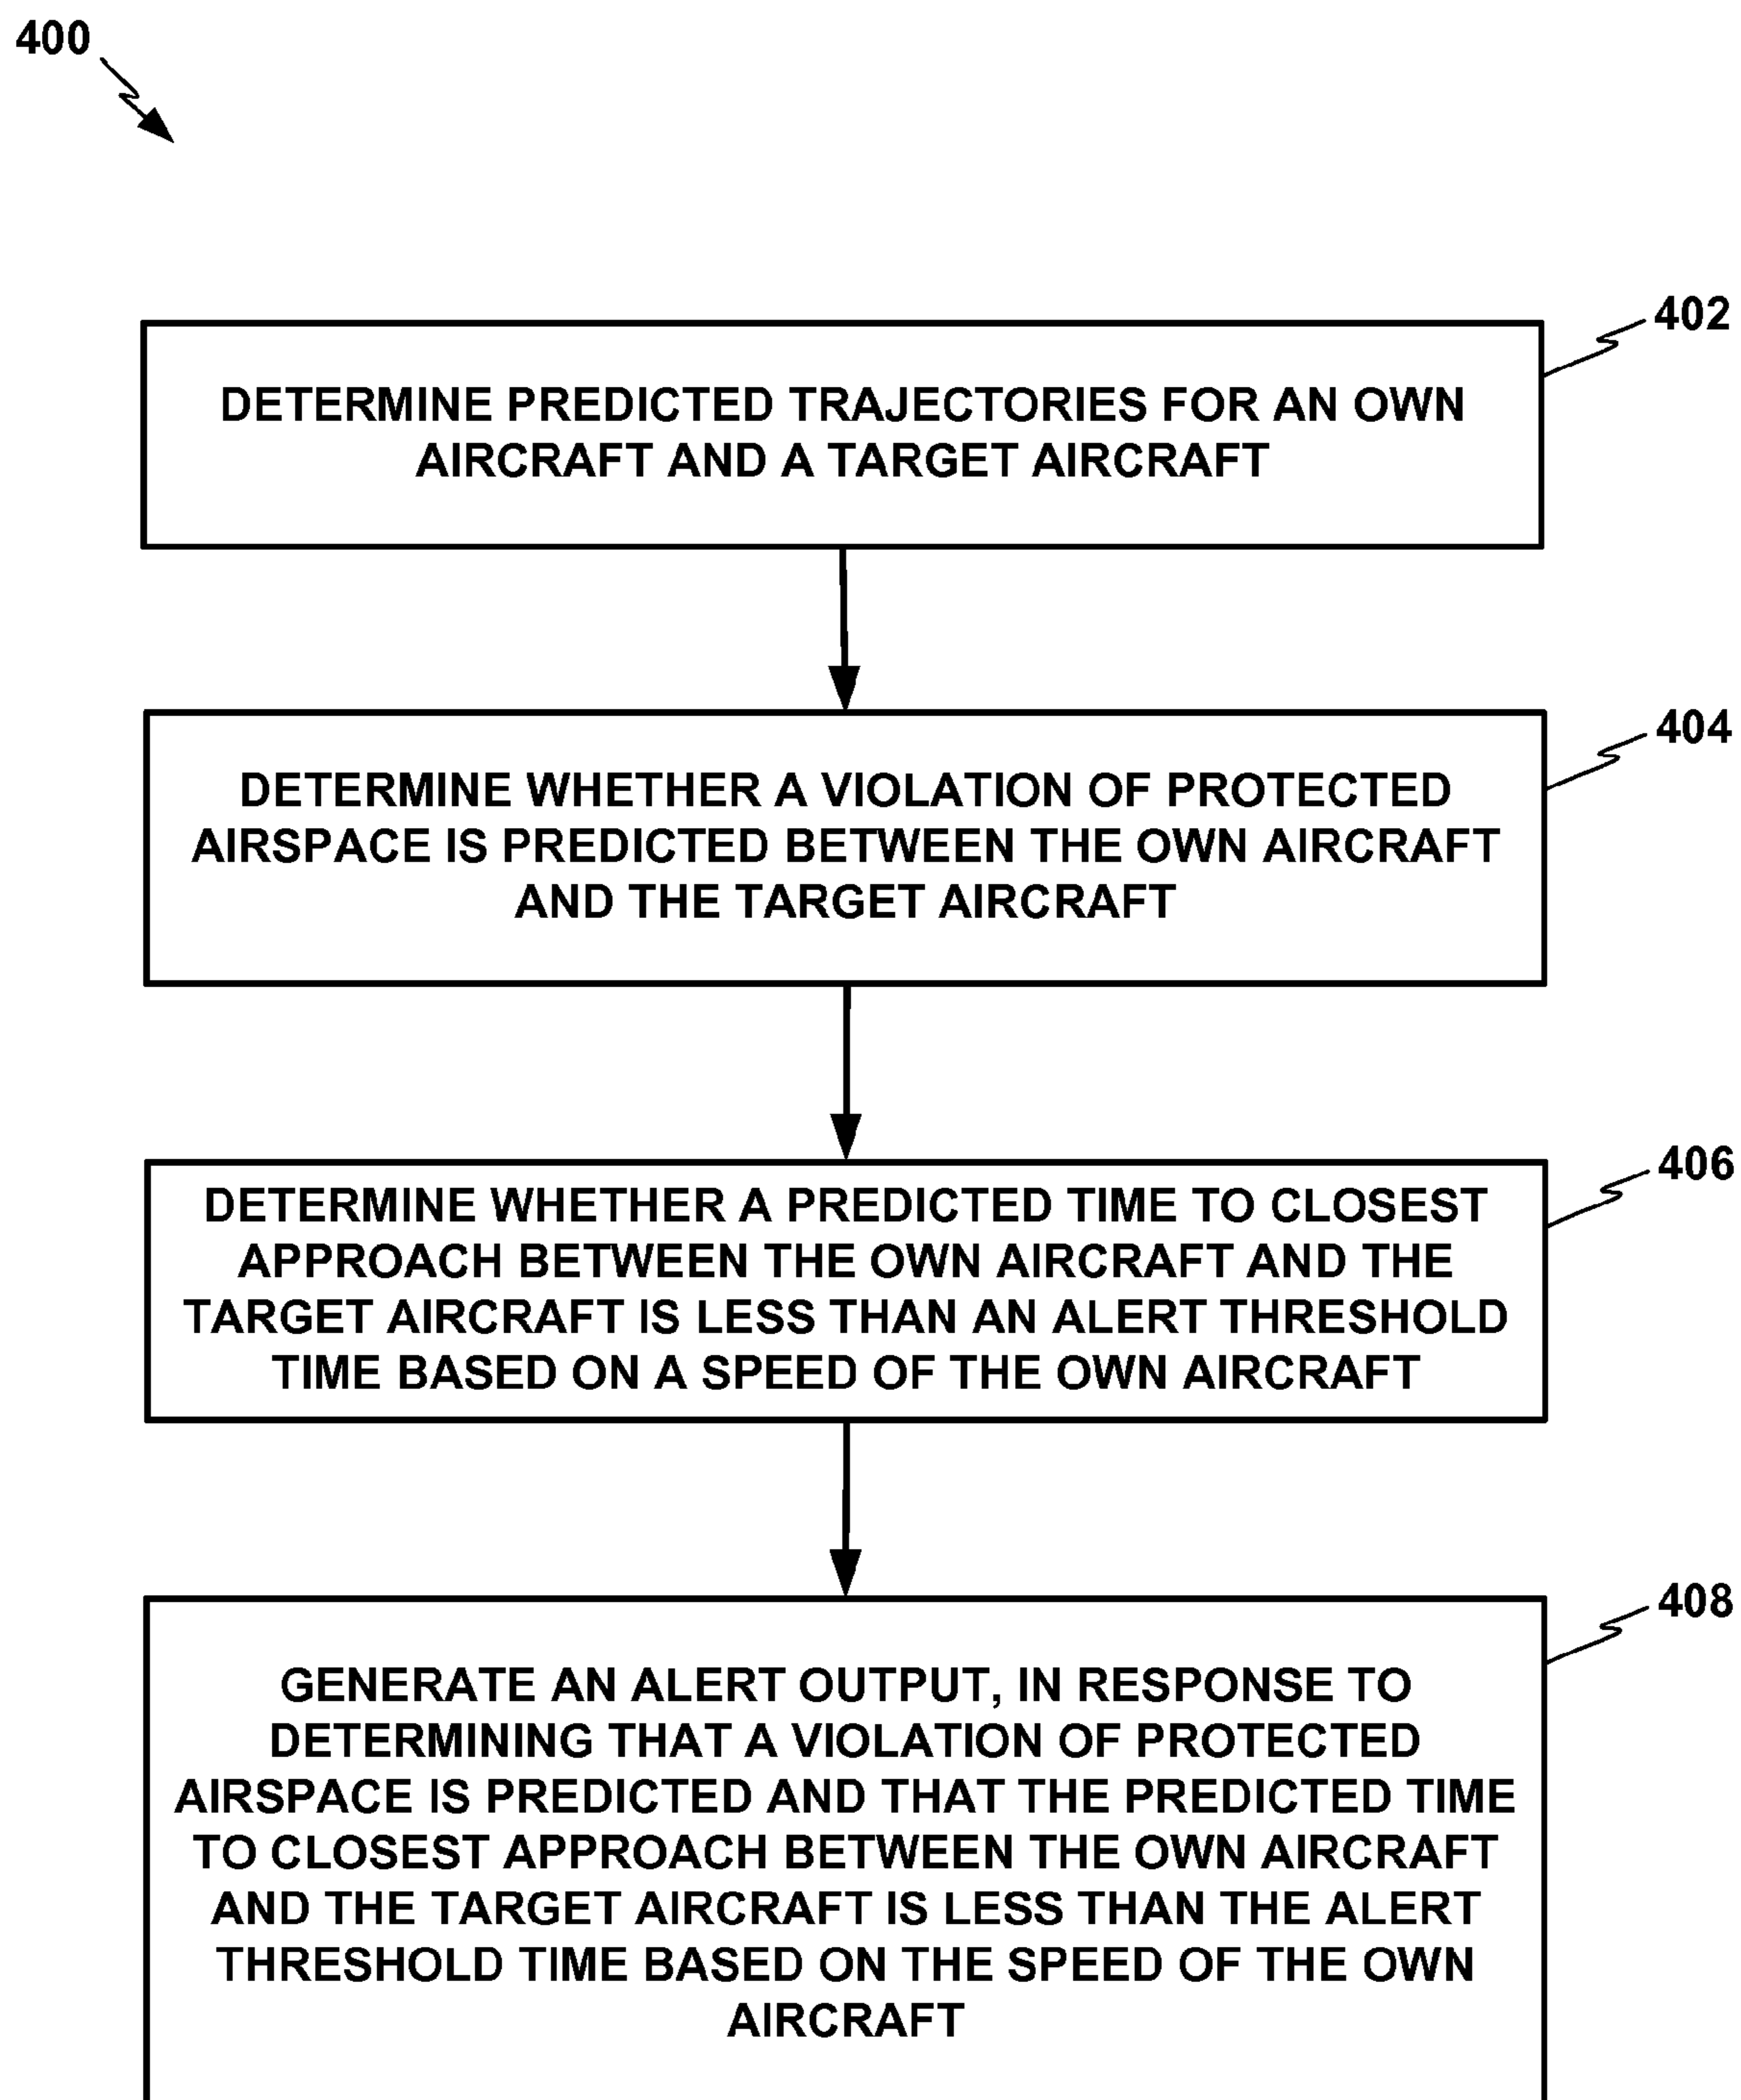 400
402
DETERMINE PREDICTED TRAJECTORIES FOR AN OWN
AIRCRAFT AND A TARGET AIRCRAFT
404
DETERMINE WHETHER A VIOLATION OF PROTECTED
AIRSPACE IS PREDICTED BETWEEN THE OWN AIRCRAFT
AND THE TARGET AIRCRAFT
406
DETERMINE WHETHER A PREDICTED TIME TO CLOSEST
APPROACH BETWEEN THE OWN AIRCRAFT AND THE
TARGET AIRCRAFT IS LESS THAN AN ALERT THRESHOLD
TIME BASED ON A SPEED OF THE OWN AIRCRAFT
408
GENERATE AN ALERT OUTPUT, IN RESPONSE TO
DETERMINING THAT A VIOLATION OF PROTECTED
AIRSPACE IS PREDICTED AND THAT THE PREDICTED TIME
TO CLOSEST APPROACH BETWEEN THE OWN AIRCRAFT
AND THE TARGET AIRCRAFT IS LESS THAN THE ALERT
THRESHOLD TIME BASED ON THE SPEED OF THE OWN
AIRCRAFT